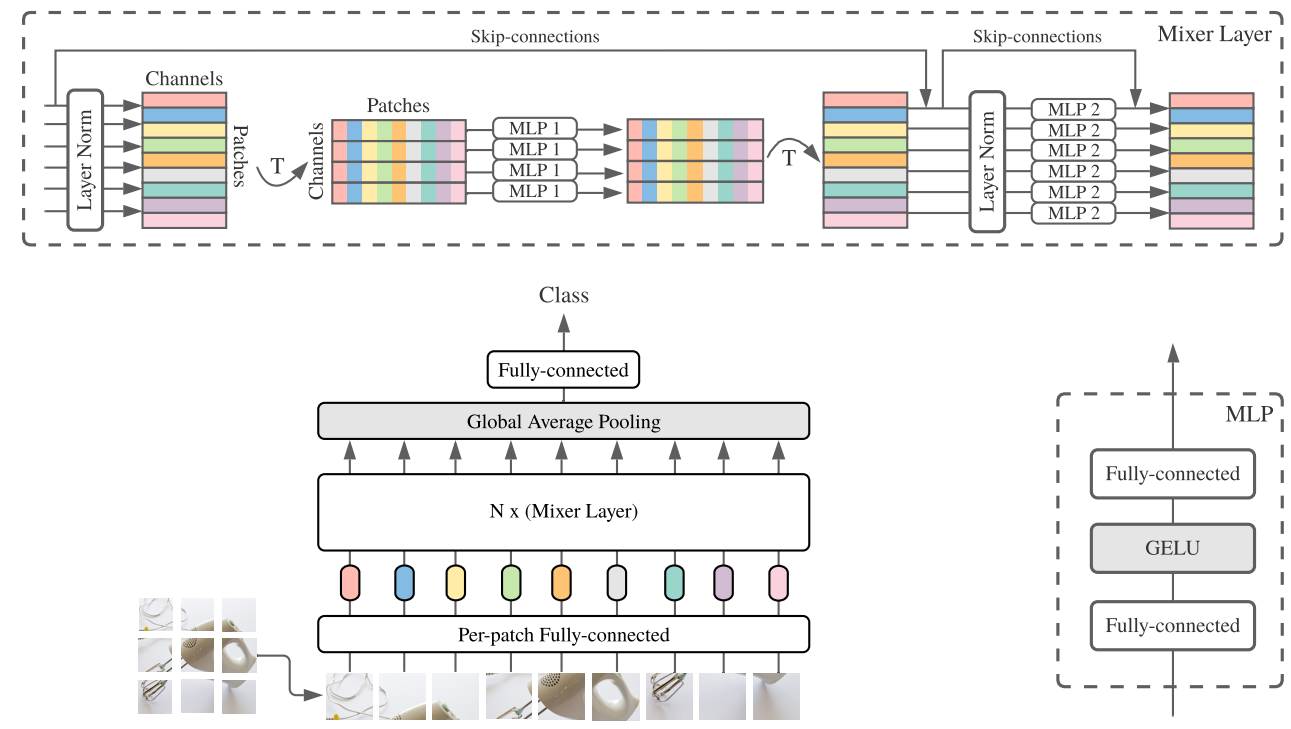 Skip-connections
Skip-connections
Mixer Layer
Channels
Layer Norm
Patches
T
Patches
Channels
MLP 1
MLP 1
MLP 1
MLP 1
T
Layer Norm
MLP 2
MLP 2
MLP 2
MLP 2
MLP 2
MLP 2
Class
Fully-connected
Global Average Pooling
N x (Mixer Layer)
Per-patch Fully-connected
MLP
Fully-connected
GELU
Fully-connected